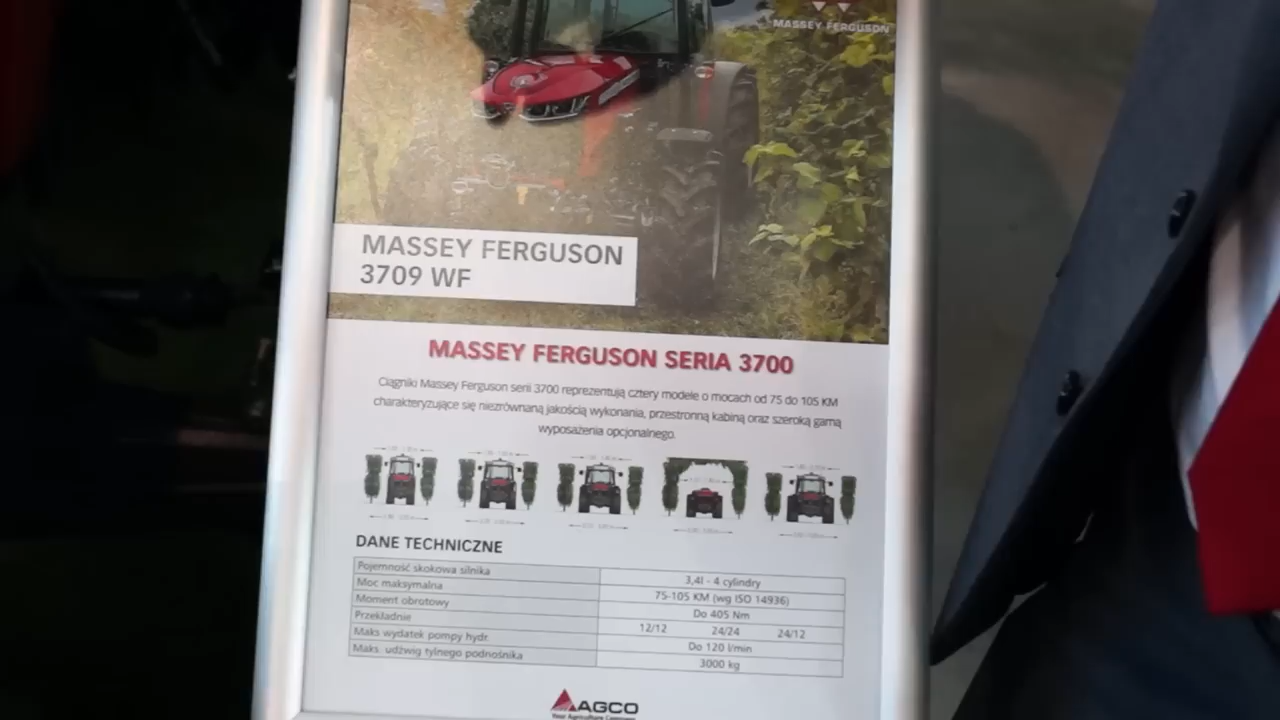 MASSEY FERGUSON
MASSEY FERGUSON
3709 WF
MASSEY FERGUSON SERIA 3700
Ciągniki Massey Ferguson serii 3700 reprezentują cztery modele o mocach od 75 do 105 KM
charakteryzujące się niezrównaną jakością wykonania, przestronną kabiną oraz szeroką gamą
wyposażenia opcjonalnego.
DANE TECHNICZNE
Pojemność skokowa silnika 3,4l - 4 cylindry
Moc maksymalna 75-105 KM (wg ISO 14936)
Moment obrotowy Do 405 Nm
Przekładnie 12/12 24/24 24/12
Maks wydatek pompy hydr. Do 120 l/min
Maks. udźwig tylnego podnośnika 3000 kg
AGCO
Your Agriculture Company